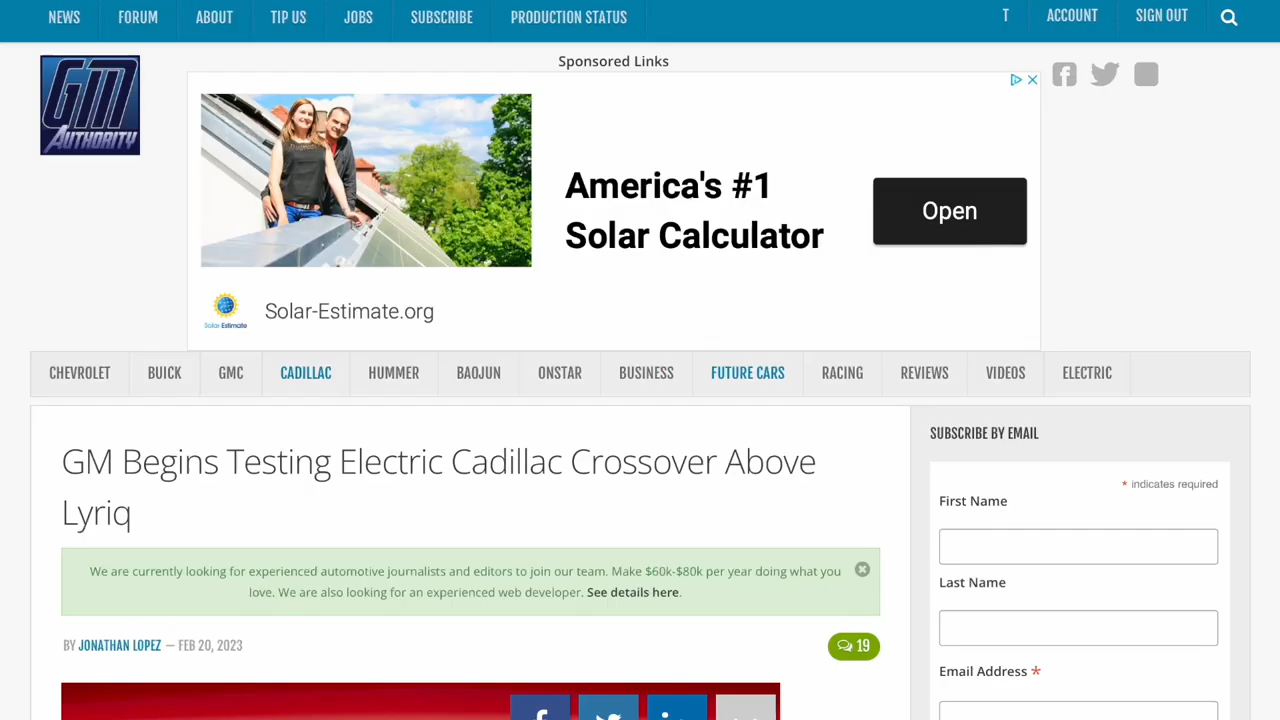 NEWS FORUM ABOUT TIP US JOBS SUBSCRIBE PRODUCTION STATUS T ACCOUNT SIGN OUT
Sponsored Links
GM
AUTHORITY
America's #1
Solar Calculator
Open
Solar Estimate
Solar-Estimate.org
CHEVROLET BUICK GMC CADILLAC HUMMER BAOJUN ONSTAR BUSINESS FUTURE CARS RACING REVIEWS VIDEOS ELECTRIC
GM Begins Testing Electric Cadillac Crossover Above
Lyriq
We are currently looking for experienced automotive journalists and editors to join our team. Make $60k-$80k per year doing what you
love. We are also looking for an experienced web developer. See details here.
BY JONATHAN LOPEZ — FEB 20, 2023
19
SUBSCRIBE BY EMAIL
* indicates required
First Name
Last Name
Email Address *